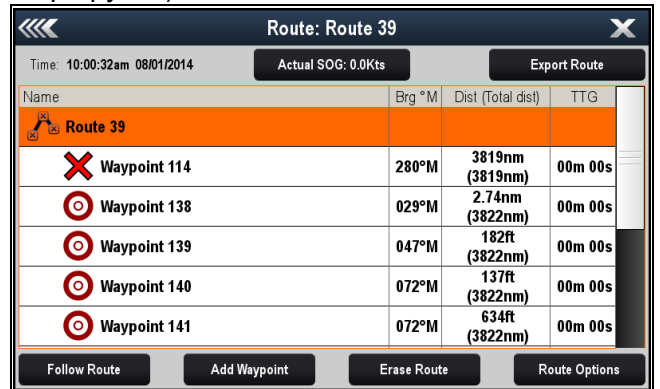 Route: Route 39
Time: 10:00:32am 08/01/2014
Actual SOG: 0.0Kts
Export Route
Name Brg °M Dist (Total dist) TTG
Route 39
Waypoint 114 280°M 3819nm (3819nm) 00m 00s
Waypoint 138 029°M 2.74nm (3822nm) 00m 00s
Waypoint 139 047°M 182ft (3822nm) 00m 00s
Waypoint 140 072°M 137ft (3822nm) 00m 00s
Waypoint 141 072°M 634ft (3822nm) 00m 00s
Follow Route
Add Waypoint
Erase Route
Route Options